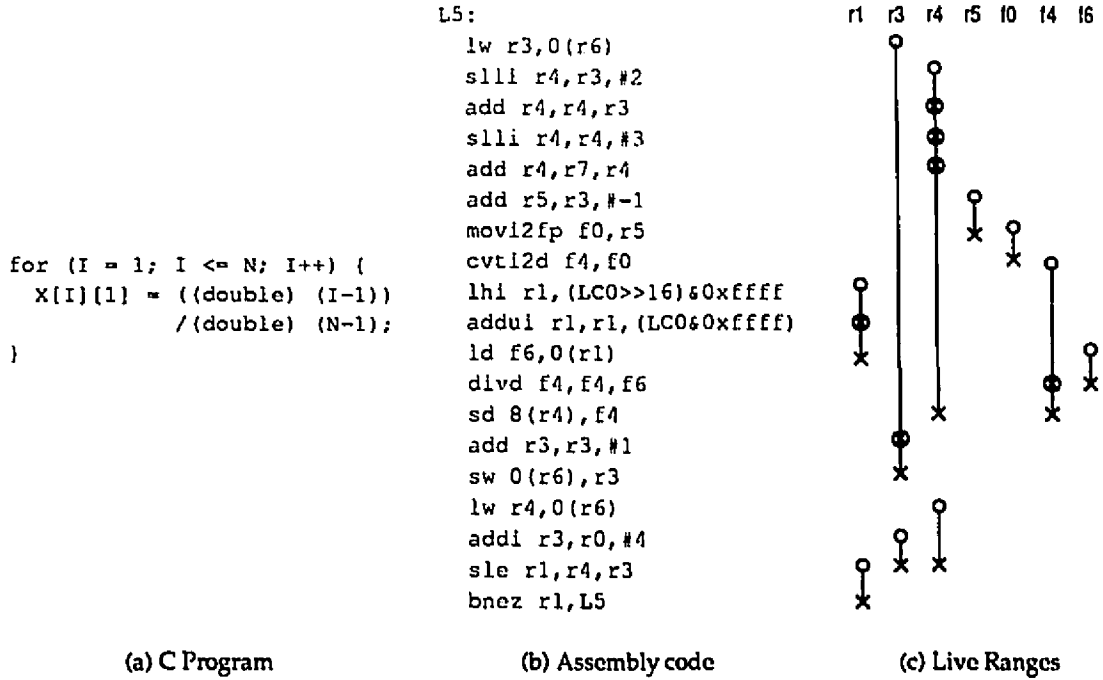 L5:
lw r3,0(r6)
slli r4,r3,#2
add r4,r4,r3
slli r4,r4,#3
add r4,r7,r4
add r5,r3,#-1
movi2fp f0,r5
cvti2d f4,f0
lhi r1,(LC0>>16)&0xffff
addui r1,r1,(LC0&0xffff)
ld f6,0(r1)
divd f4,f4,f6
sd 8(r4),f4
add r3,r3,#1
sw 0(r6),r3
lw r4,0(r6)
addi r3,r0,#4
sle r1,r4,r3
bnez r1,L5
for (I = 1; I <= N; I++) {
X[I][1] = ((double) (I-1))
/(double) (N-1);
}
r1 r3 r4 r5 f0 f4 f6
(a) C Program
(b) Assembly code
(c) Live Ranges